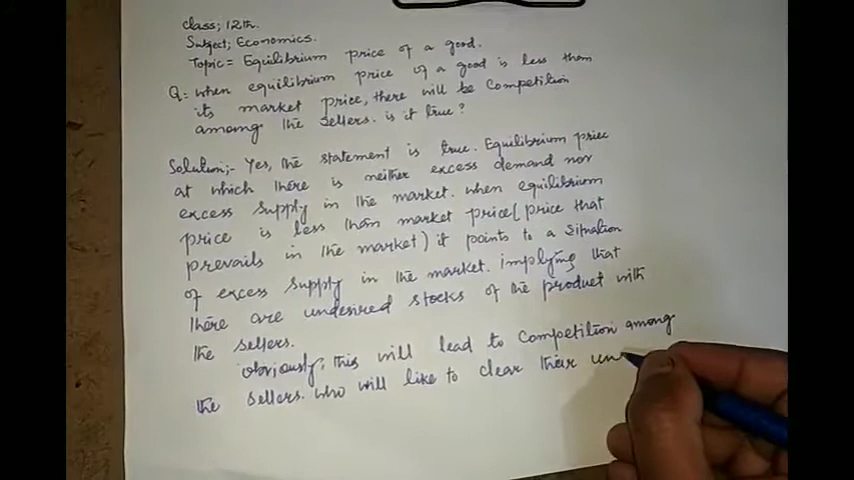 Class; 12th.
Subject; Economics.
Topic = Equilibrium price of a good.
Q: when equilibrium price of a good is less them
its market price, there will be competition
among the sellers. is it true?
Solution;- Yes, the statement is true. Equilibrium price
at which there is neither excess demand nor
excess supply in the market. when equilibrium
price is less than market price (price that
prevails in the market) it points to a situation
of excess supply in the market. implying that
there are undesired stocks of the product with
the sellers.
obviously, this will lead to competition among
the sellers. who will like to clear their un